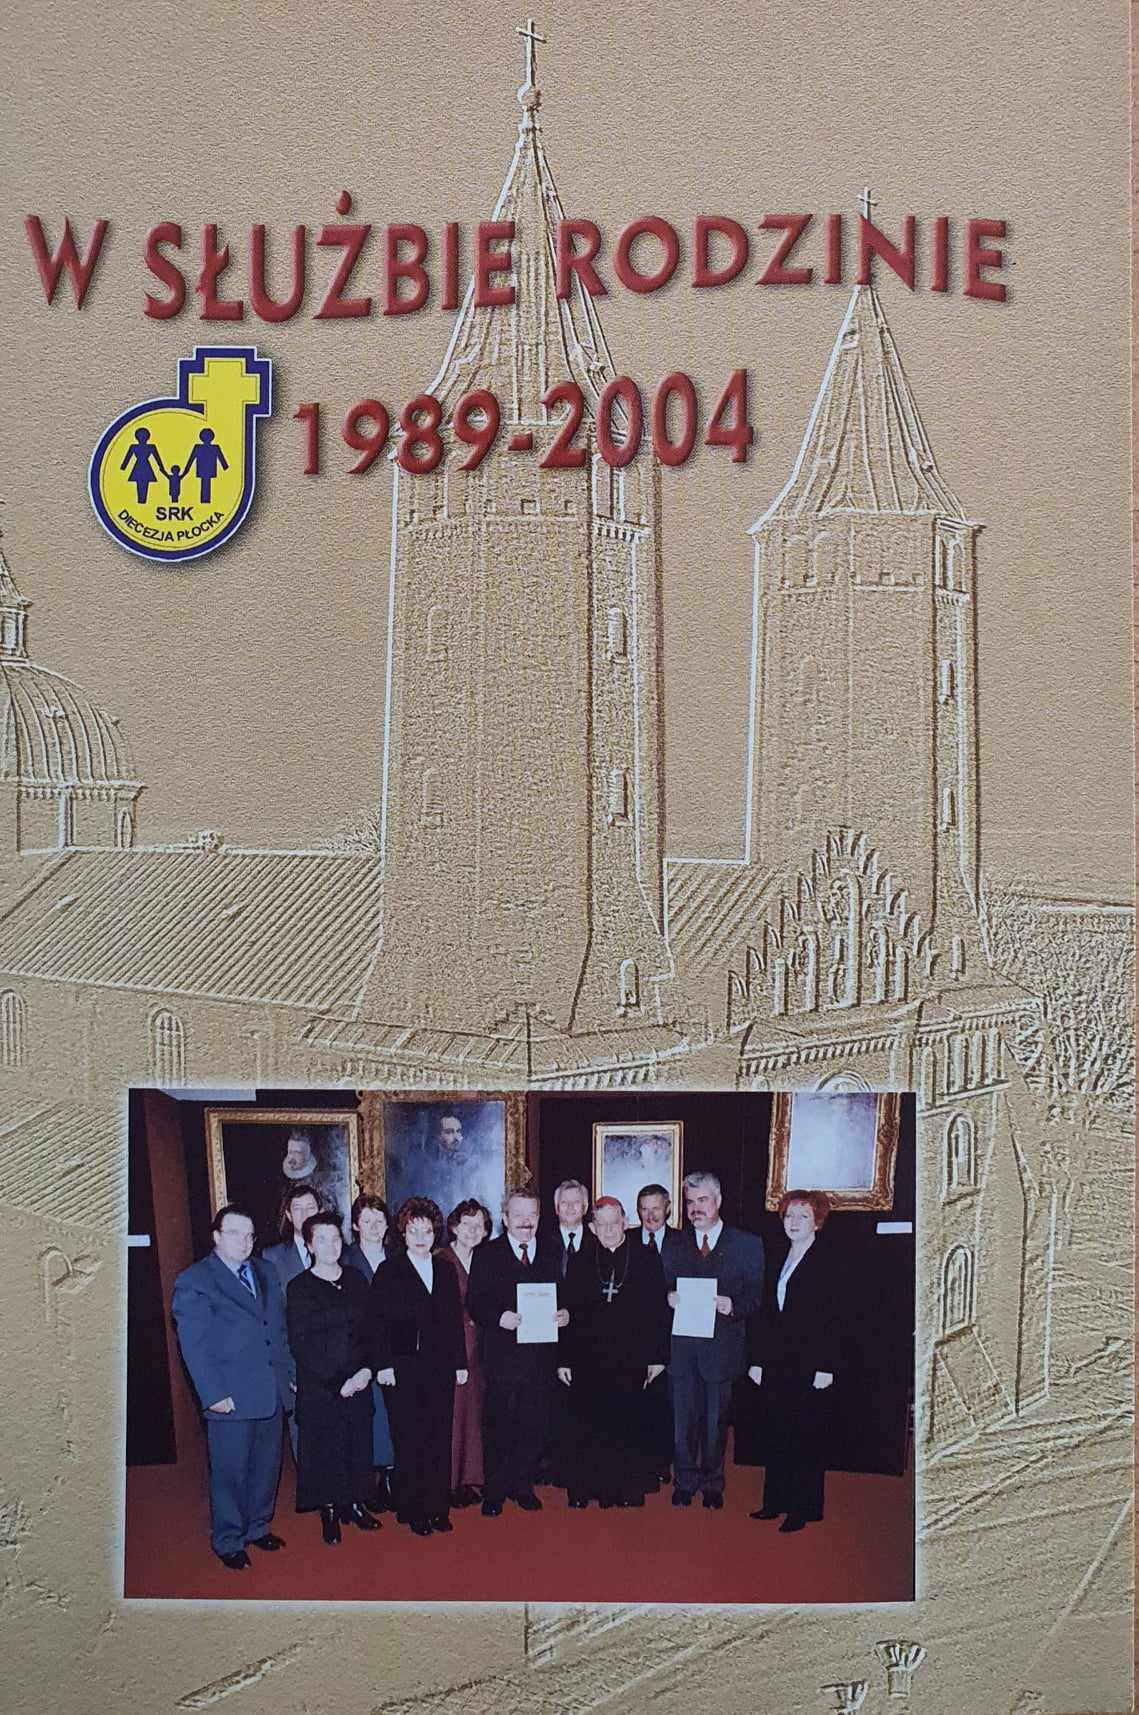 W SŁUŻBIE RODZINIE
1989-2004
SRK
DIECEZJA PŁOCKA